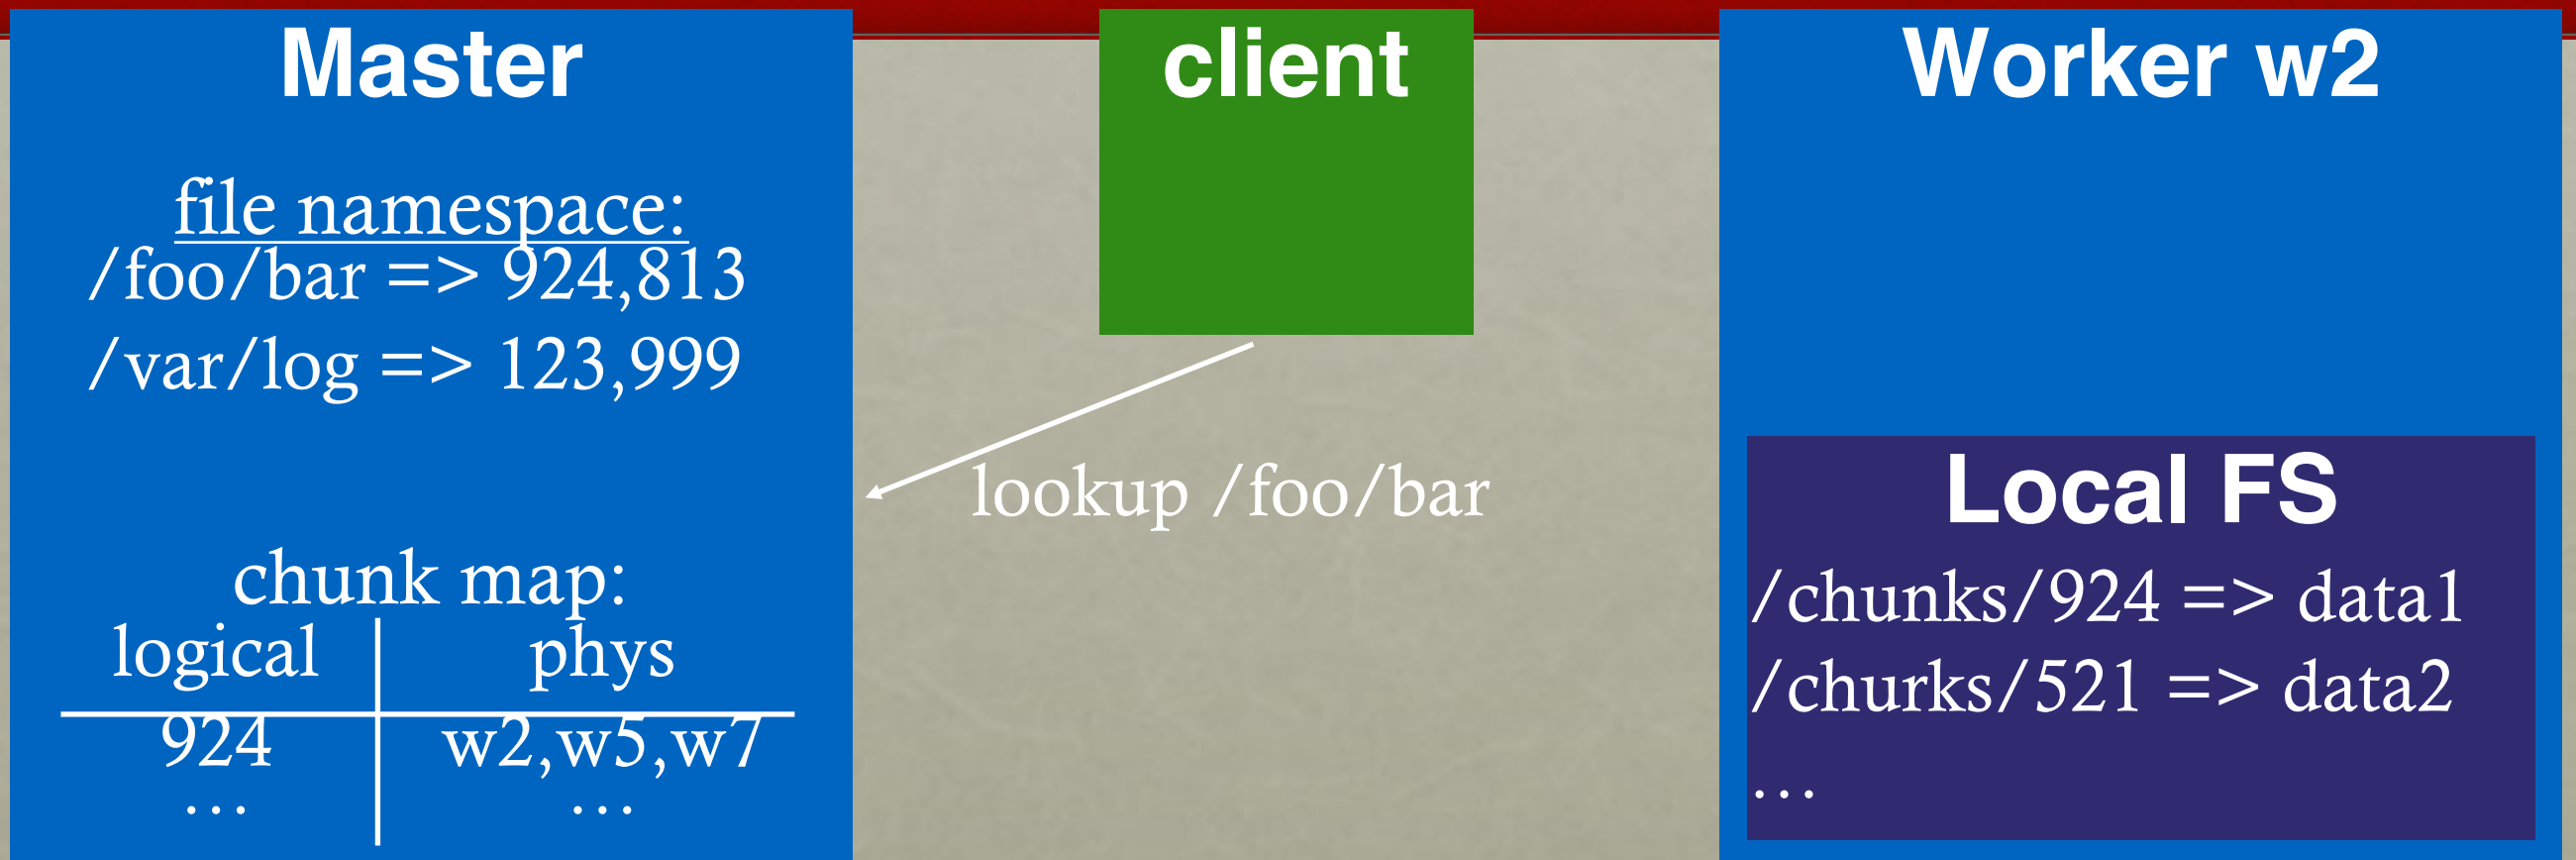 Master
file namespace:
/foo/bar => 924,813
/var/log => 123,999
chunk map:
logical phys
924 w2,w5,w7
... ...
client
lookup /foo/bar
Worker w2
Local FS
/chunks/924 => data1
/churks/521 => data2
...